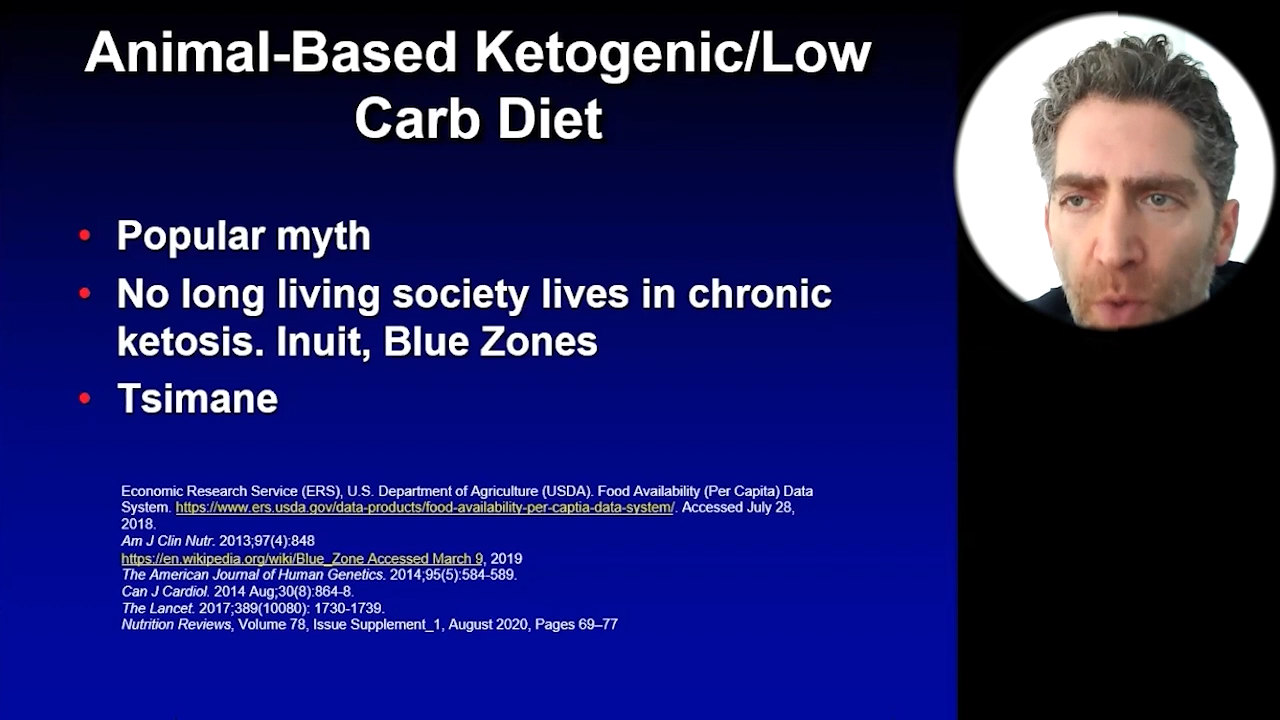 Animal-Based Ketogenic/Low
Carb Diet
• Popular myth
• No long living society lives in chronic
ketosis. Inuit, Blue Zones
• Tsimane
Economic Research Service (ERS), U.S. Department of Agriculture (USDA). Food Availability (Per Capita) Data
System. https://www.ers.usda.gov/data-products/food-availability-per-captia-data-system/. Accessed July 28,
2018.
Am J Clin Nutr. 2013;97(4):848
https://en.wikipedia.org/wiki/Blue_Zone Accessed March 9, 2019
The American Journal of Human Genetics. 2014;95(5):584-589.
Can J Cardiol. 2014 Aug;30(8):864-8.
The Lancet. 2017;389(10080): 1730-1739.
Nutrition Reviews, Volume 78, Issue Supplement_1, August 2020, Pages 69–77